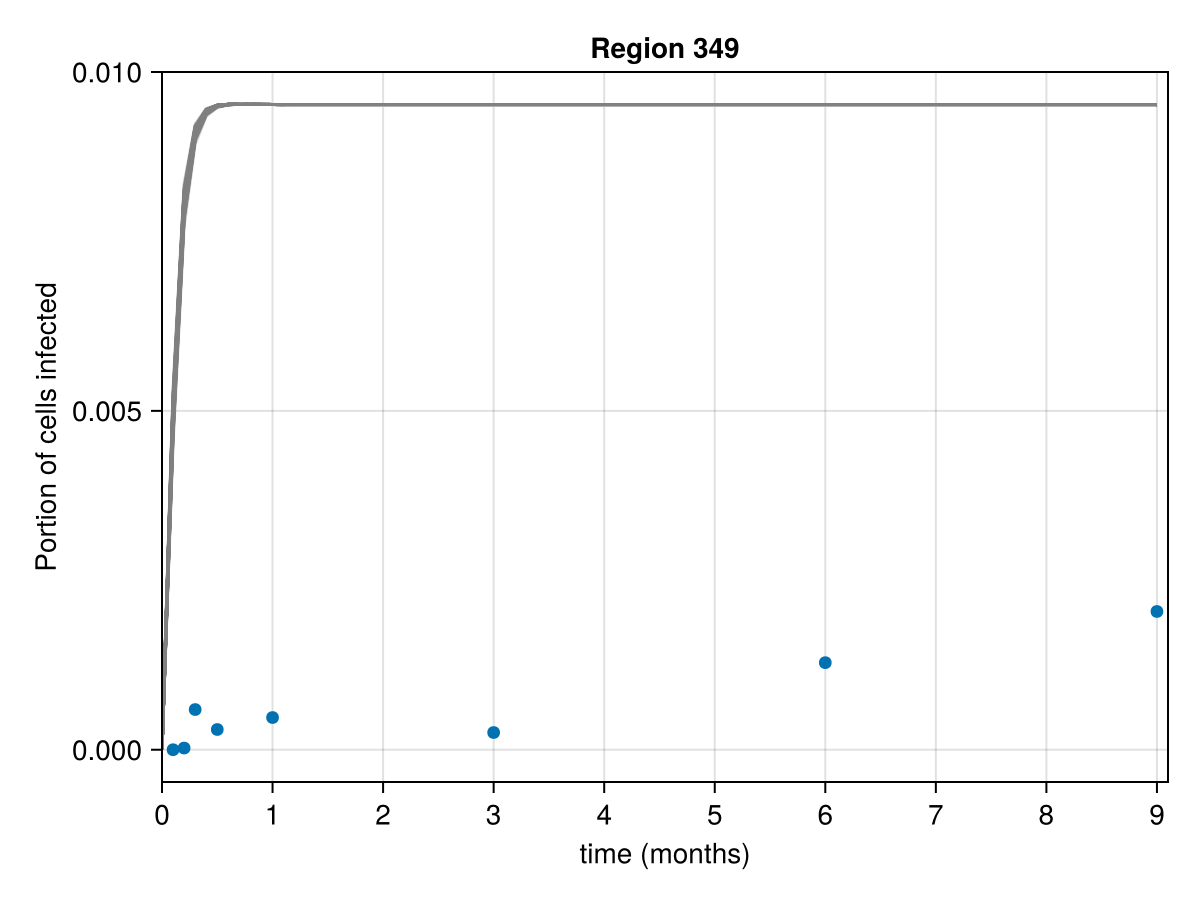 Region 349
0.010
0.005
0.000
Portion of cells infected
0 1 2 3 4 5 6 7 8 9
time (months)